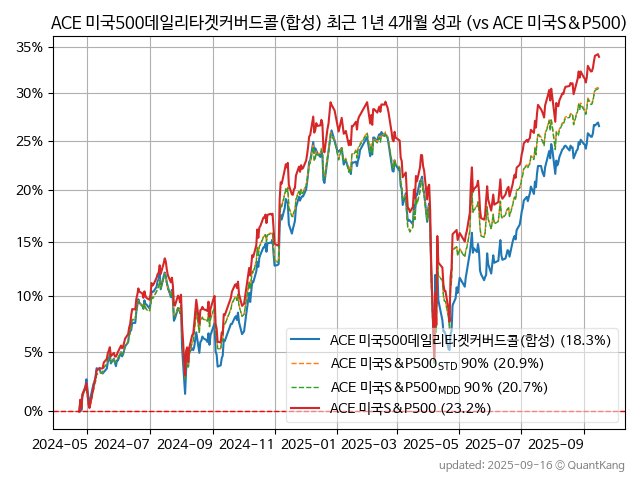 ACE 미국500데일리타겟커버드콜(합성) 최근 1년 4개월 성과 (vs ACE 미국S&P500)
35%
30%
25%
20%
15%
10%
5%
0%
ACE 미국500데일리타겟커버드콜(합성) (18.3%)
ACE 미국S&P500STD 90% (20.9%)
ACE 미국S&P500MDD 90% (20.7%)
ACE 미국S&P500 (23.2%)
2024-05 2024-07 2024-09 2024-11 2025-01 2025-03 2025-05 2025-07 2025-09
updated: 2025-09-16 © QuantKang